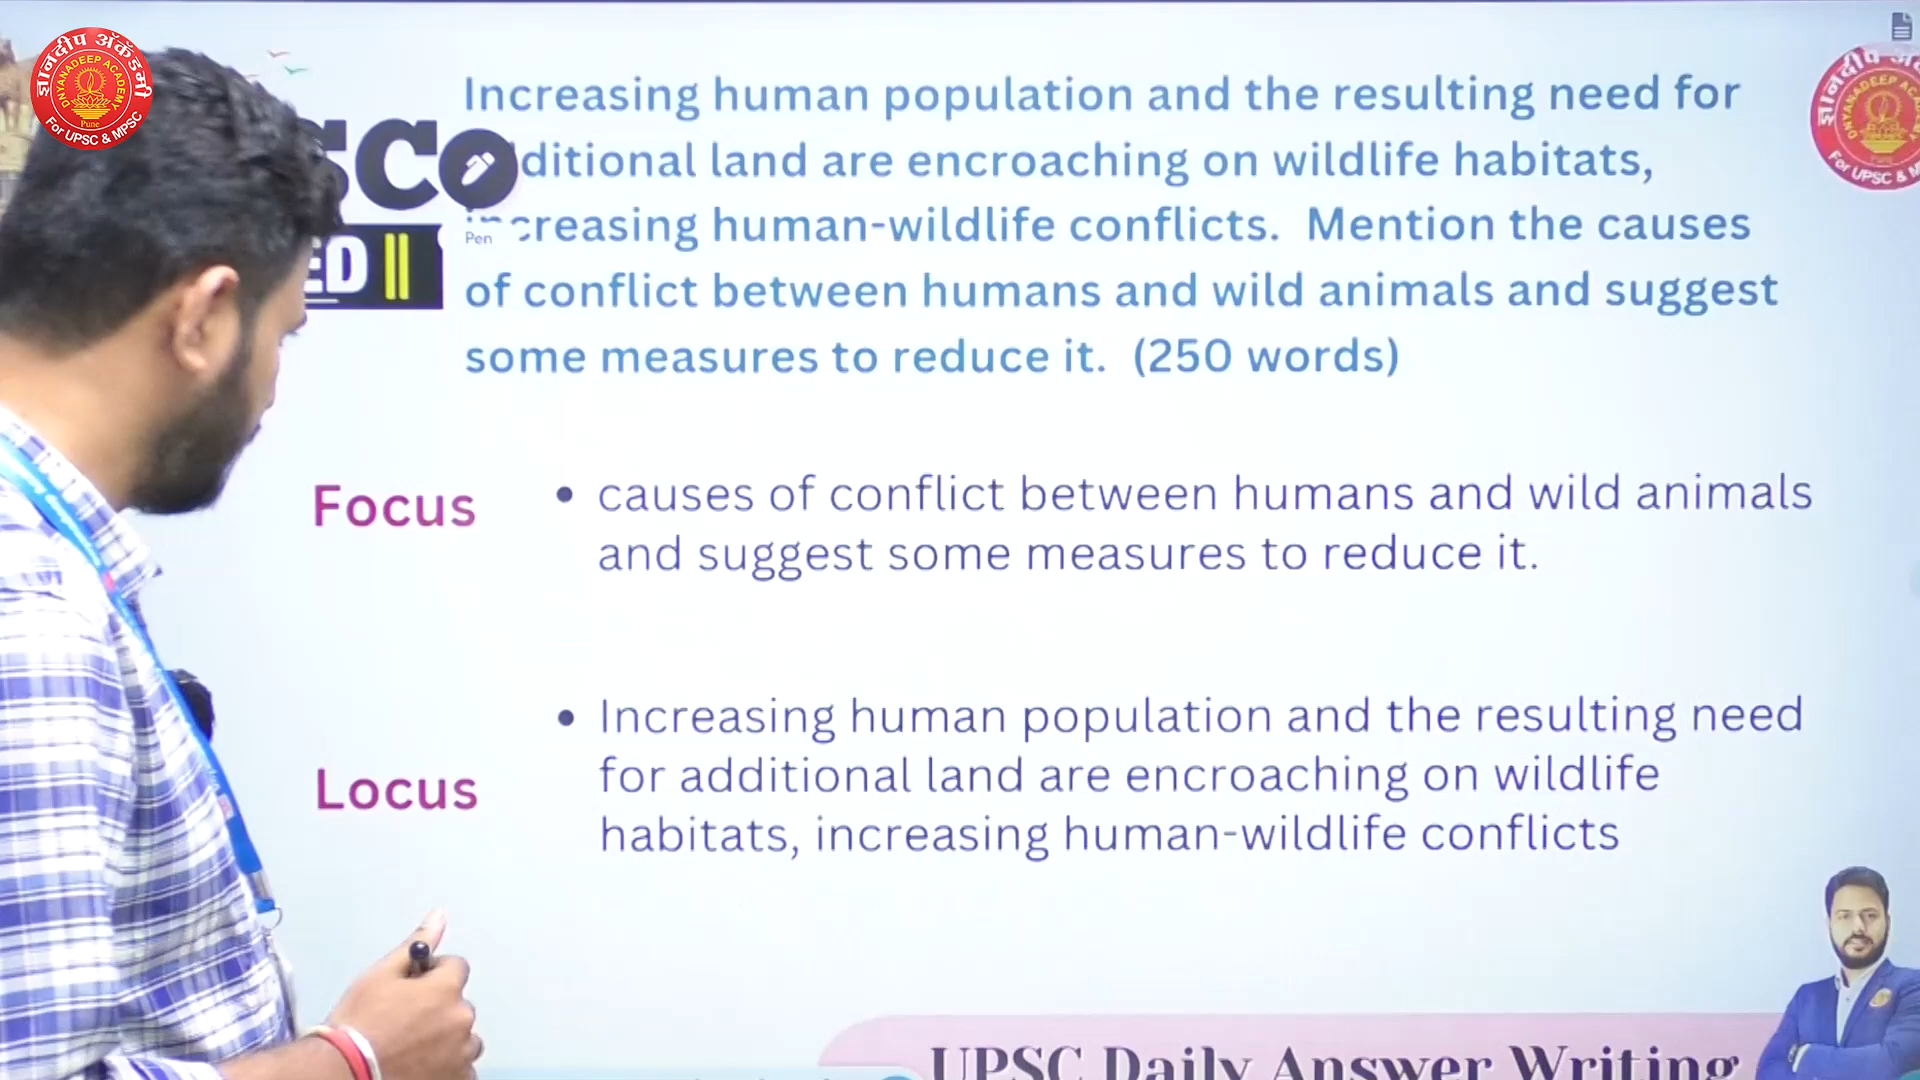 ज्ञानदीप अ‍ॅकॅडमी
DNYANADEEP ACADEMY
Pune
For UPSC & MPSC
Increasing human population and the resulting need for
ditional land are encroaching on wildlife habitats,
creasing human-wildlife conflicts. Mention the causes
of conflict between humans and wild animals and suggest
some measures to reduce it. (250 words)
SCO
ED ||
Pen
Focus
• causes of conflict between humans and wild animals
and suggest some measures to reduce it.
Locus
• Increasing human population and the resulting need
for additional land are encroaching on wildlife
habitats, increasing human-wildlife conflicts
UPSC Daily Answer Writing